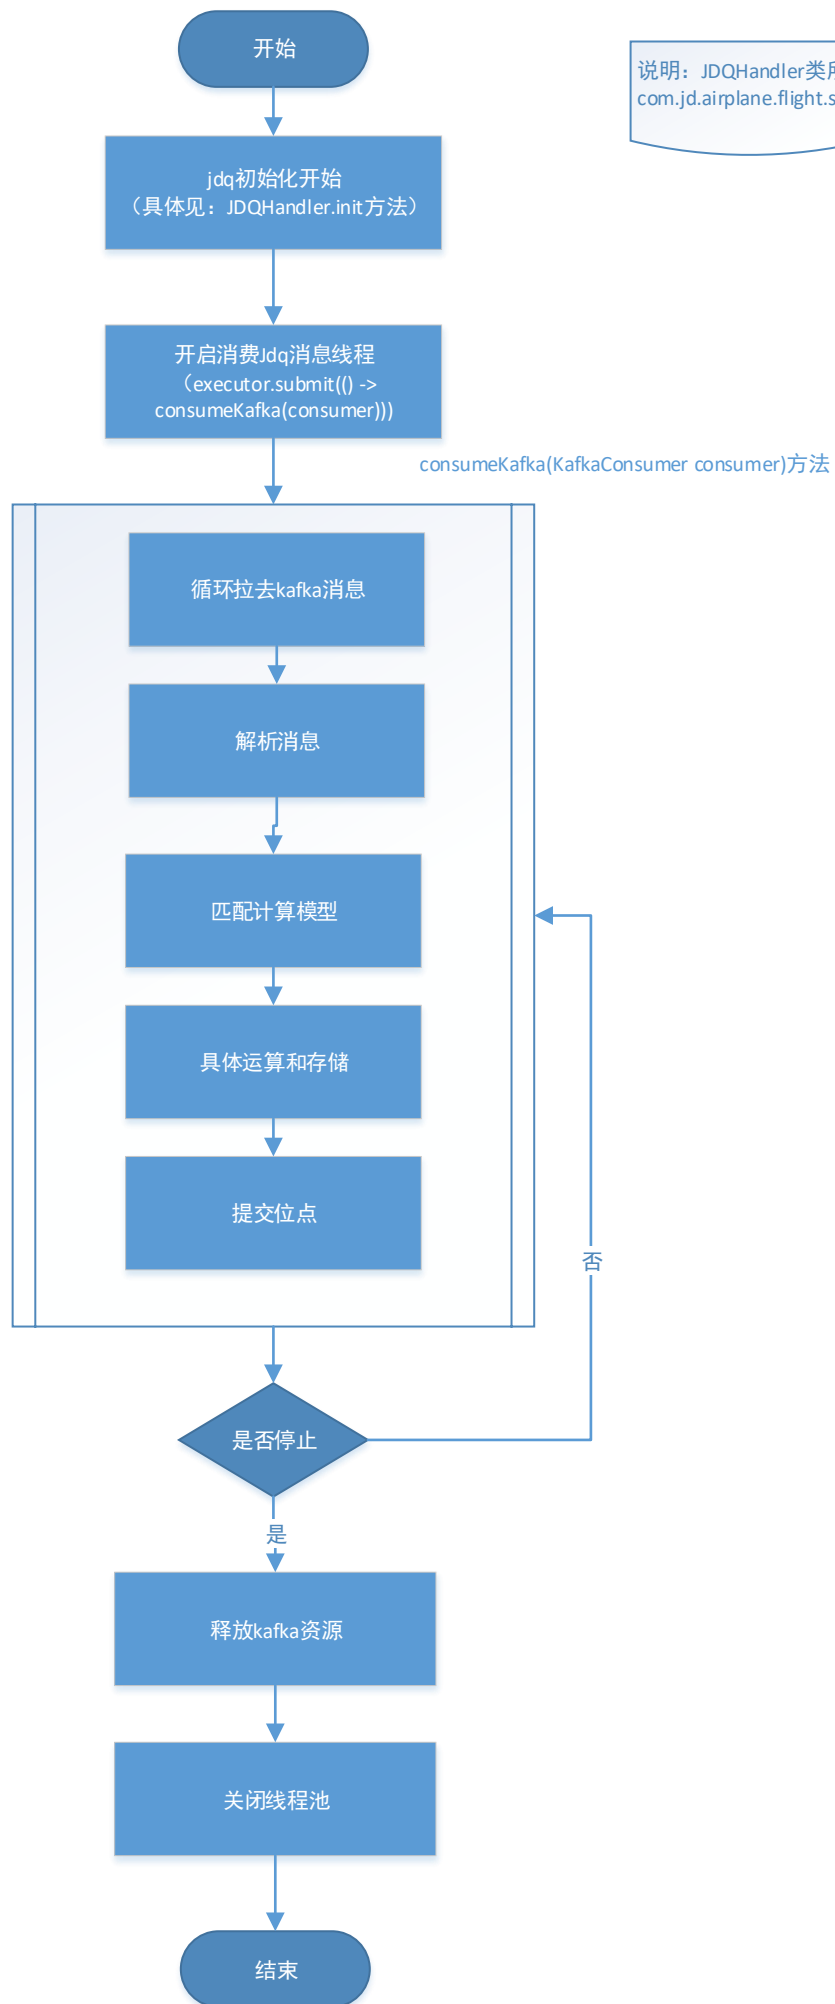 开始
说明：JDQHandler类所
com.jd.airplane.flight.s
jdq初始化开始
（具体见：JDQHandler.init方法）
开启消费Jdq消息线程
（executor.submit(() ->
consumeKafka(consumer)))
consumeKafka(KafkaConsumer consumer)方法
循环拉去kafka消息
解析消息
匹配计算模型
具体运算和存储
提交位点
否
是否停止
是
释放kafka资源
关闭线程池
结束